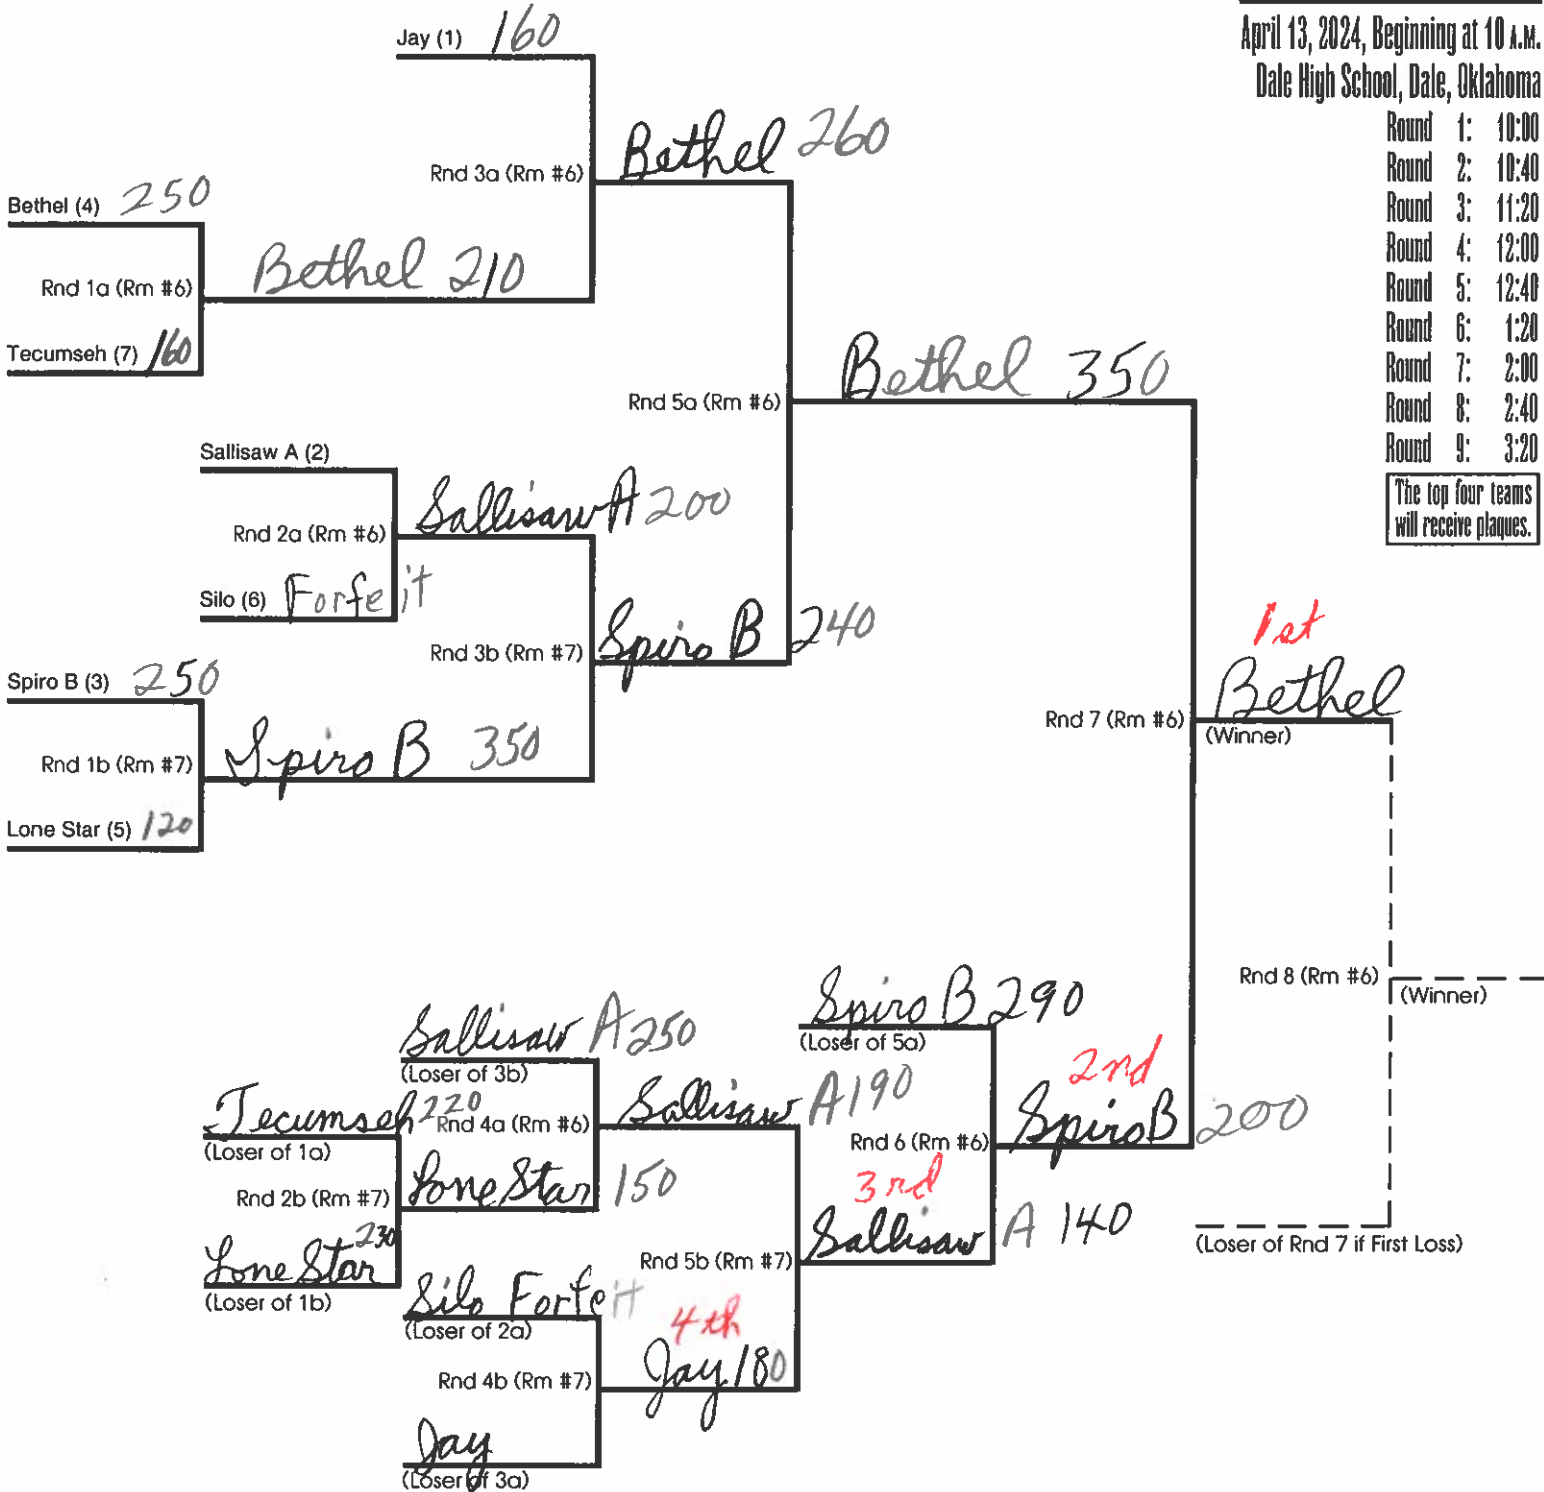 April 13, 2024, Beginning at 10 A.M.
Dale High School, Dale, Oklahoma
Round 1: 10:00
Round 2: 10:40
Round 3: 11:20
Round 4: 12:00
Round 5: 12:40
Round 6: 1:20
Round 7: 2:00
Round 8: 2:40
Round 9: 3:20
The top four teams
will receive plaques.
Jay (1) 160
Rnd 3a (Rm #6)
Bethel 260
Bethel (4) 250
Rnd 1a (Rm #6)
Bethel 210
Tecumseh (7) 160
Rnd 5a (Rm #6)
Bethel 350
Sallisaw A (2)
Rnd 2a (Rm #6)
Sallisaw A 200
Silo (6) Forfeit
Rnd 3b (Rm #7)
Spiro B 240
Spiro B (3) 250
Rnd 1b (Rm #7)
Spiro B 350
Lone Star (5) 120
Rnd 7 (Rm #6)
1st
Bethel
(Winner)
Rnd 8 (Rm #6)
(Winner)
Spiro B 290
(Loser of 5a)
Sallisaw A 250
(Loser of 3b)
Tecumseh 220
(Loser of 1a)
Rnd 4a (Rm #6)
Sallisaw A 190
Rnd 6 (Rm #6)
2nd
Spiro B 200
Rnd 2b (Rm #7)
Lone Star 150
3rd
Sallisaw A 140
(Loser of Rnd 7 if First Loss)
Lone Star 230
(Loser of 1b)
Rnd 5b (Rm #7)
Silo Forfeit
(Loser of 2a)
4th
Jay 180
Rnd 4b (Rm #7)
Jay
(Loser of 3a)